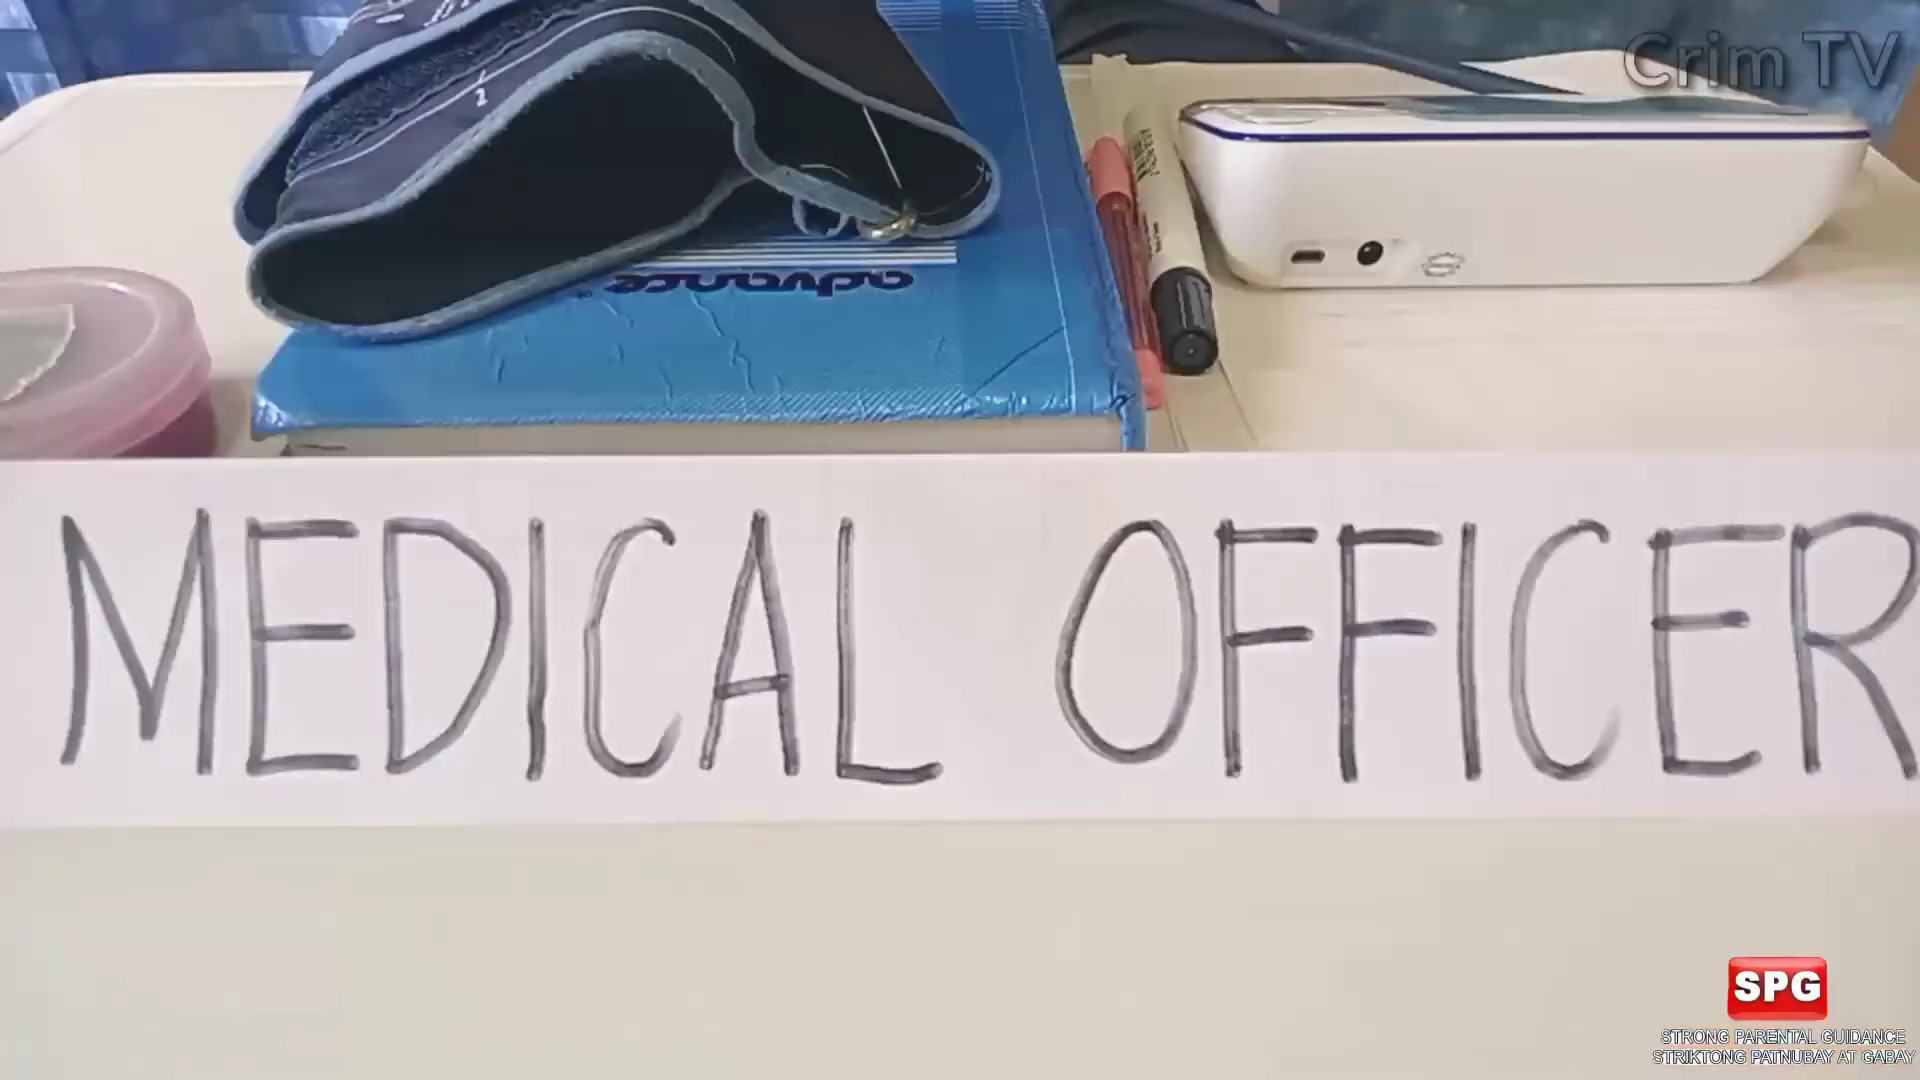 Crim TV
advance
MEDICAL OFFICER
SPG
STRONG PARENTAL GUIDANCE
STRIKTONG PATNUBAY AT GABAY